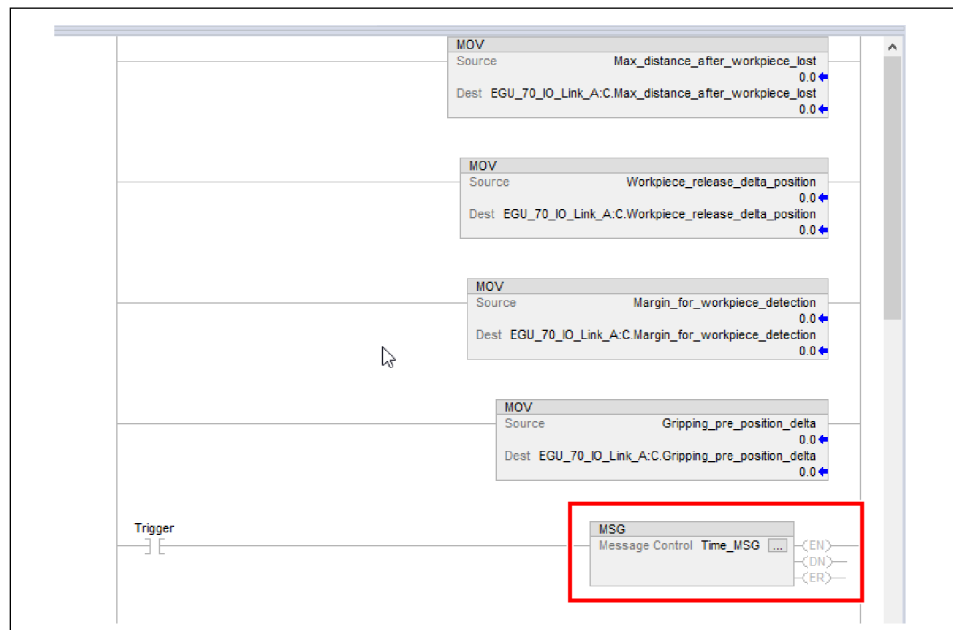 MOV
Source Max_distance_after_workpiece_lost
0.0
Dest EGU_70_IO_Link_A:C.Max_distance_after_workpiece_lost
0.0
MOV
Source Workpiece_release_delta_position
0.0
Dest EGU_70_IO_Link_A:C.Workpiece_release_delta_position
0.0
MOV
Source Margin_for_workpiece_detection
0.0
Dest EGU_70_IO_Link_A:C.Margin_for_workpiece_detection
0.0
MOV
Source Gripping_pre_position_delta
0.0
Dest EGU_70_IO_Link_A:C.Gripping_pre_position_delta
0.0
Trigger
MSG
Message Control Time_MSG ...
EN
DN
ER